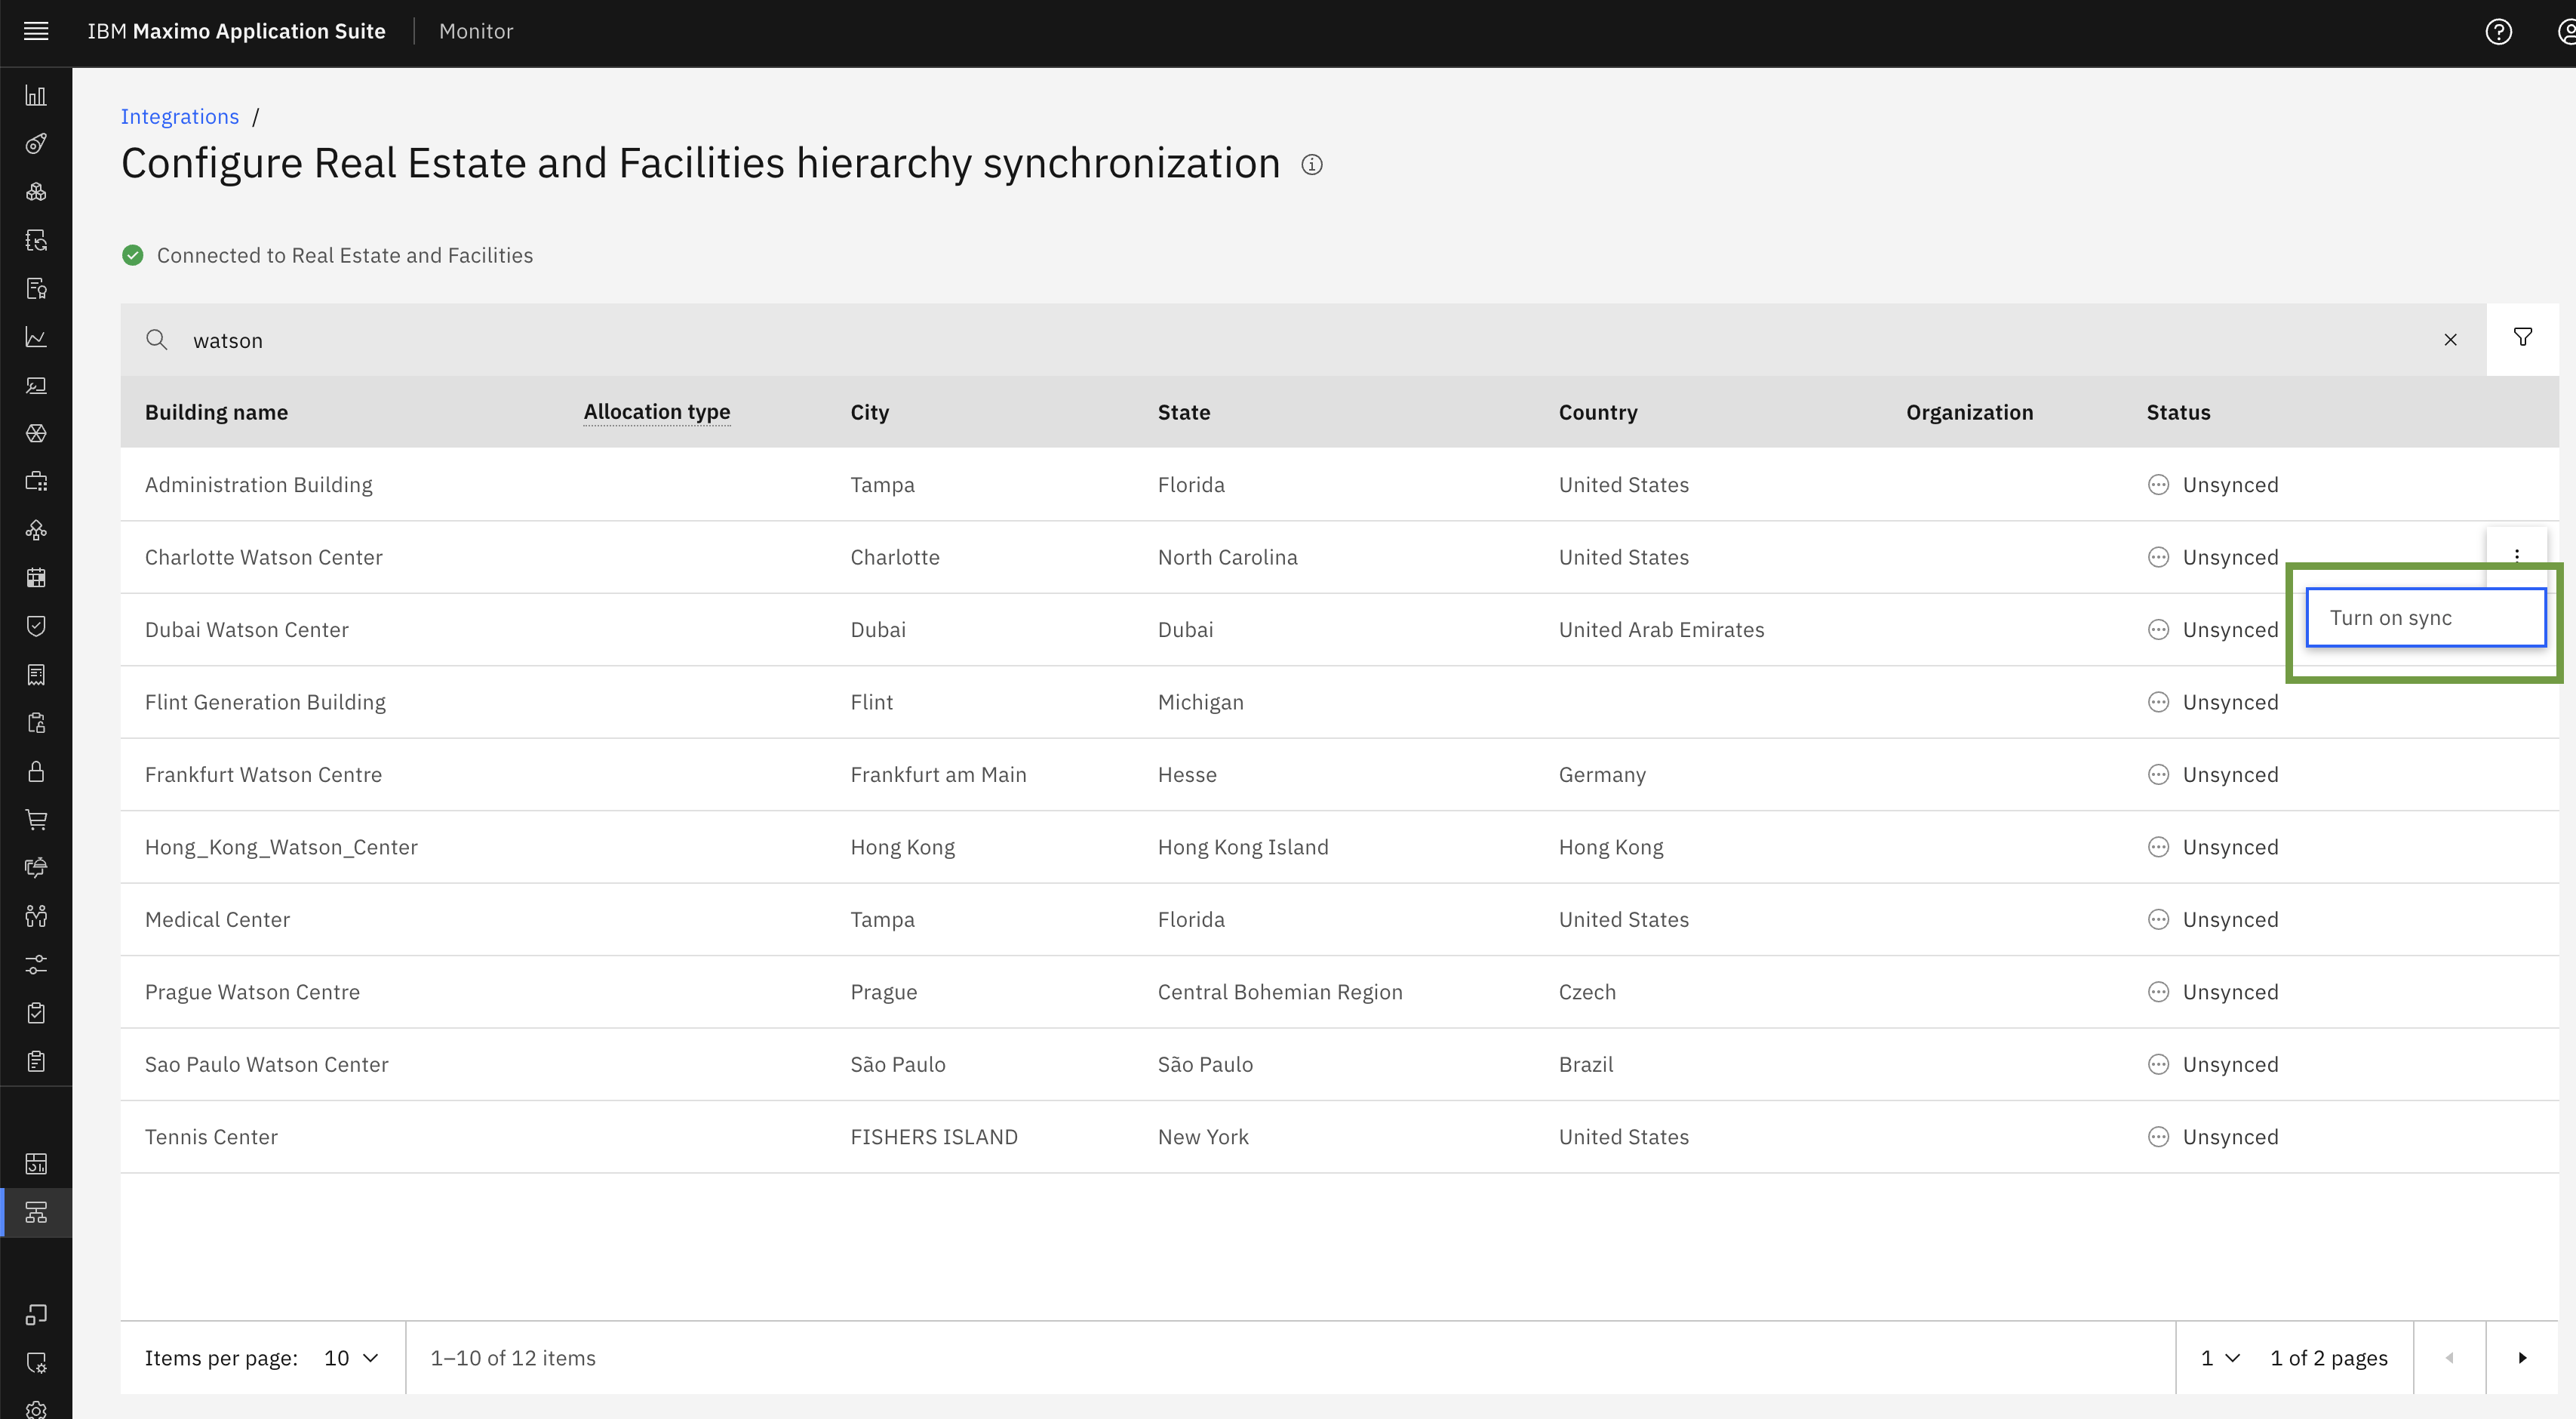 IBM Maximo Application Suite Monitor
Integrations /
Configure Real Estate and Facilities hierarchy synchronization
Connected to Real Estate and Facilities
watson
Building name Allocation type City State Country Organization Status
Administration Building Tampa Florida United States Unsynced
Charlotte Watson Center Charlotte North Carolina United States Unsynced
Turn on sync
Dubai Watson Center Dubai Dubai United Arab Emirates Unsynced
Flint Generation Building Flint Michigan Unsynced
Frankfurt Watson Centre Frankfurt am Main Hesse Germany Unsynced
Hong_Kong_Watson_Center Hong Kong Hong Kong Island Hong Kong Unsynced
Medical Center Tampa Florida United States Unsynced
Prague Watson Centre Prague Central Bohemian Region Czech Unsynced
Sao Paulo Watson Center São Paulo São Paulo Brazil Unsynced
Tennis Center FISHERS ISLAND New York United States Unsynced
Items per page: 10 1–10 of 12 items 1 1 of 2 pages